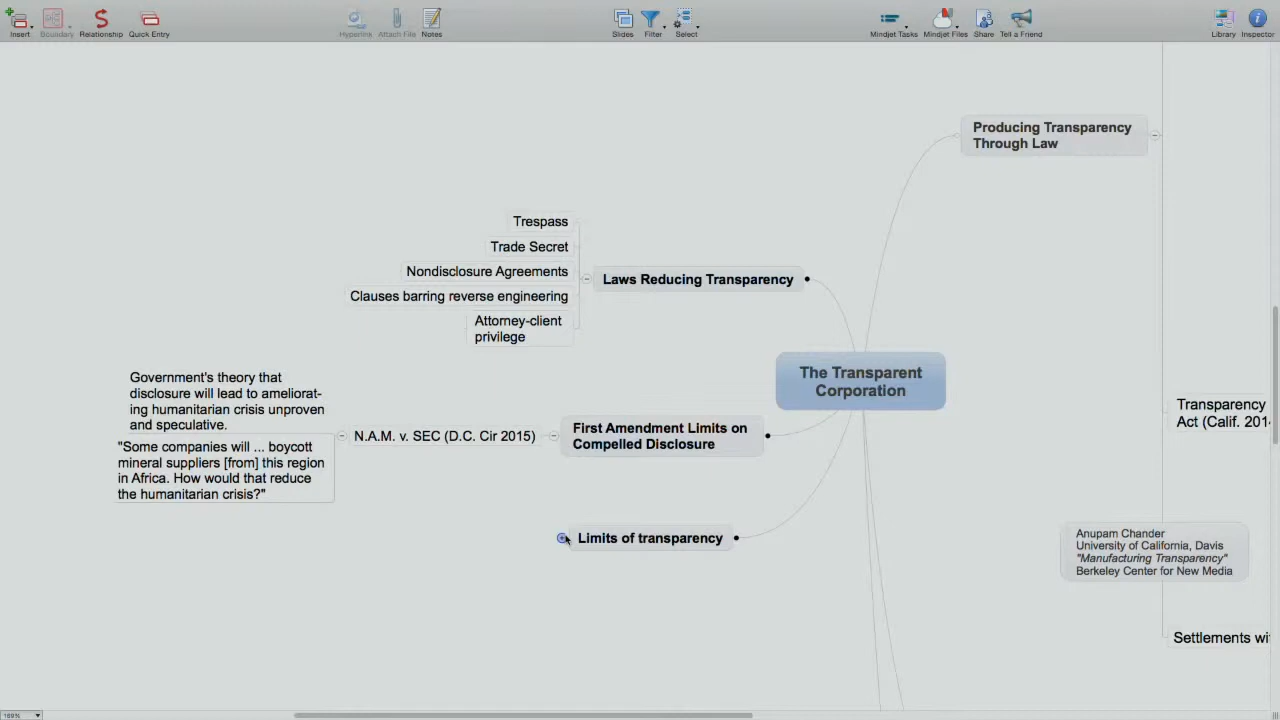 Insert
Boundary
Relationship
Quick Entry
Hyperlink
Attach File
Notes
Slides
Filter
Select
Mindjet Tasks
Mindjet Files
Share
Tell a Friend
Library
Inspector
Producing Transparency
Through Law
Trespass
Trade Secret
Nondisclosure Agreements
Clauses barring reverse engineering
Attorney-client
privilege
Laws Reducing Transparency
The Transparent
Corporation
Government's theory that
disclosure will lead to ameliorat-
ing humanitarian crisis unproven
and speculative.
"Some companies will ... boycott
mineral suppliers [from] this region
in Africa. How would that reduce
the humanitarian crisis?"
N.A.M. v. SEC (D.C. Cir 2015)
First Amendment Limits on
Compelled Disclosure
Transparency
Act (Calif. 201
Limits of transparency
Anupam Chander
University of California, Davis
"Manufacturing Transparency"
Berkeley Center for New Media
Settlements wi
169%